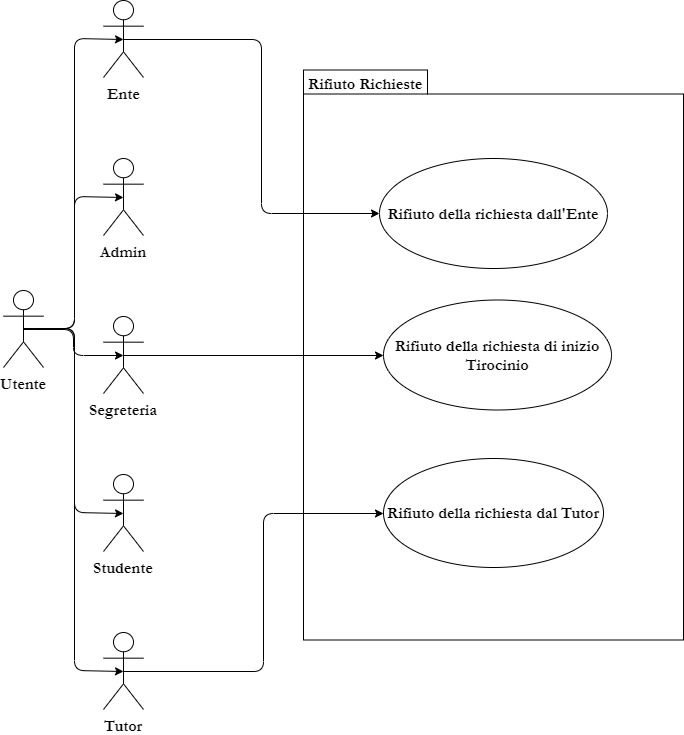 Ente
Rifiuto Richieste
Rifiuto della richiesta dall'Ente
Admin
Utente
Rifiuto della richiesta di inizio
Tirocinio
Segreteria
Rifiuto della richiesta dal Tutor
Studente
Tutor